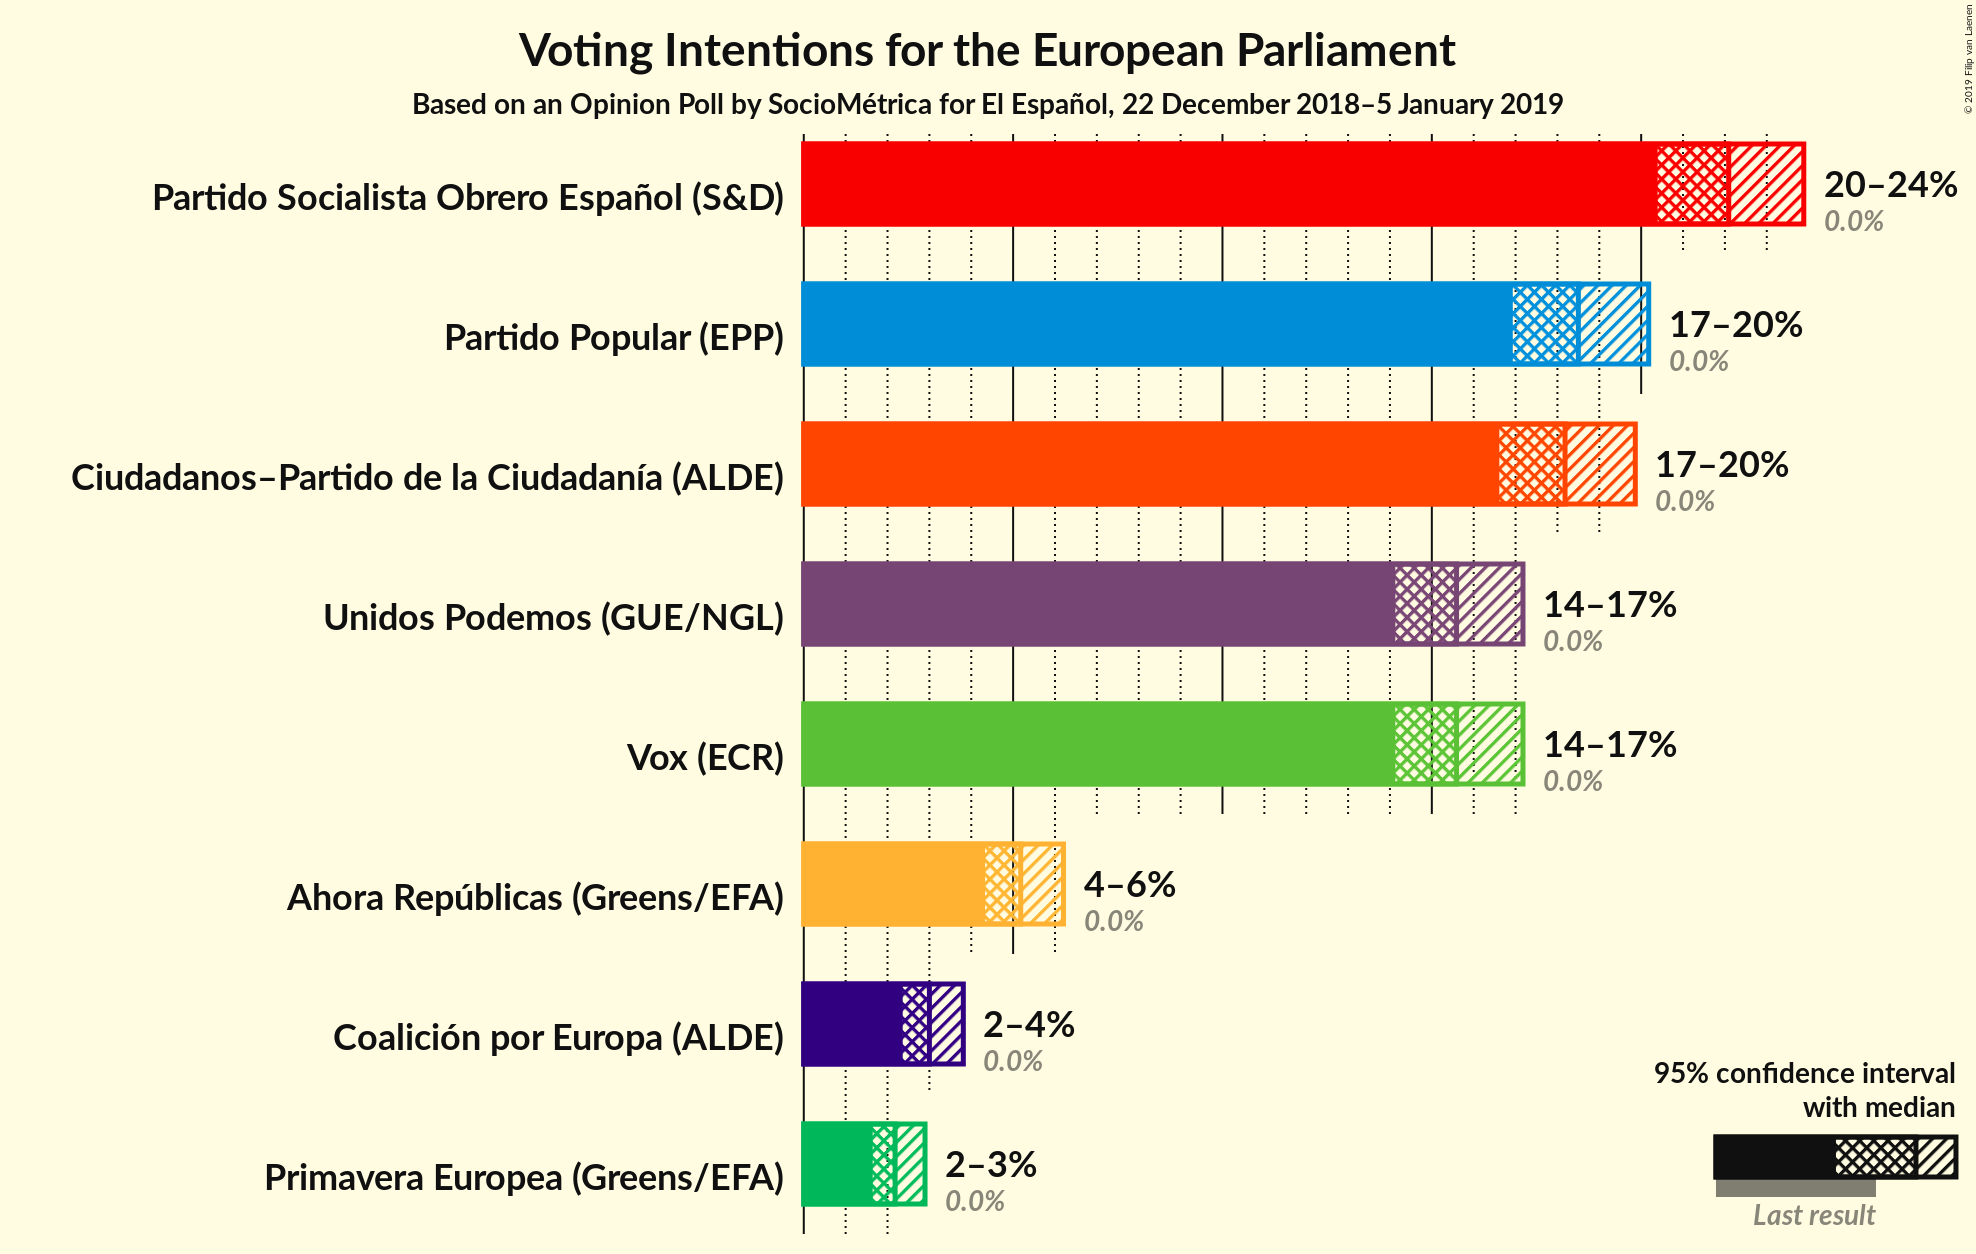 Voting Intentions for the European Parliament
Based on an Opinion Poll by SocioMétrica for El Español, 22 December 2018–5 January 2019
© 2019 Filip van Laenen
Partido Socialista Obrero Español (S&D)
20–24%
0.0%
Partido Popular (EPP)
17–20%
0.0%
Ciudadanos–Partido de la Ciudadanía (ALDE)
17–20%
0.0%
Unidos Podemos (GUE/NGL)
14–17%
0.0%
Vox (ECR)
14–17%
0.0%
Ahora Repúblicas (Greens/EFA)
4–6%
0.0%
Coalición por Europa (ALDE)
2–4%
0.0%
Primavera Europea (Greens/EFA)
2–3%
0.0%
95% confidence interval
with median
Last result